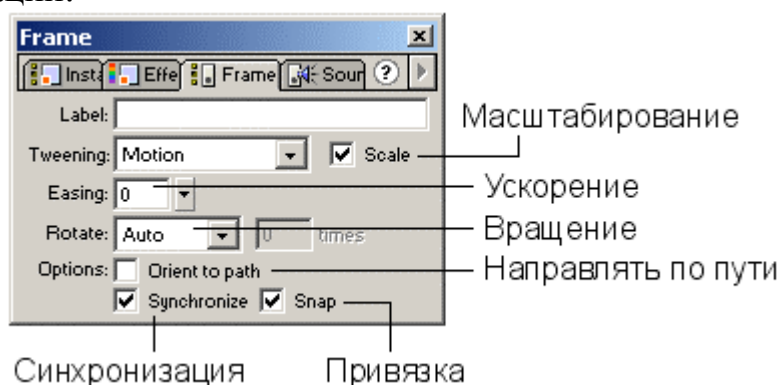 Frame
Insta Effe Frame Soun ?
Label:
Масштабирование
Tweening: Motion Scale
Easing: 0 Ускорение
Rotate: Auto 0 times Вращение
Options: Orient to path Направлять по пути
Synchronize Snap
Синхронизация Привязка